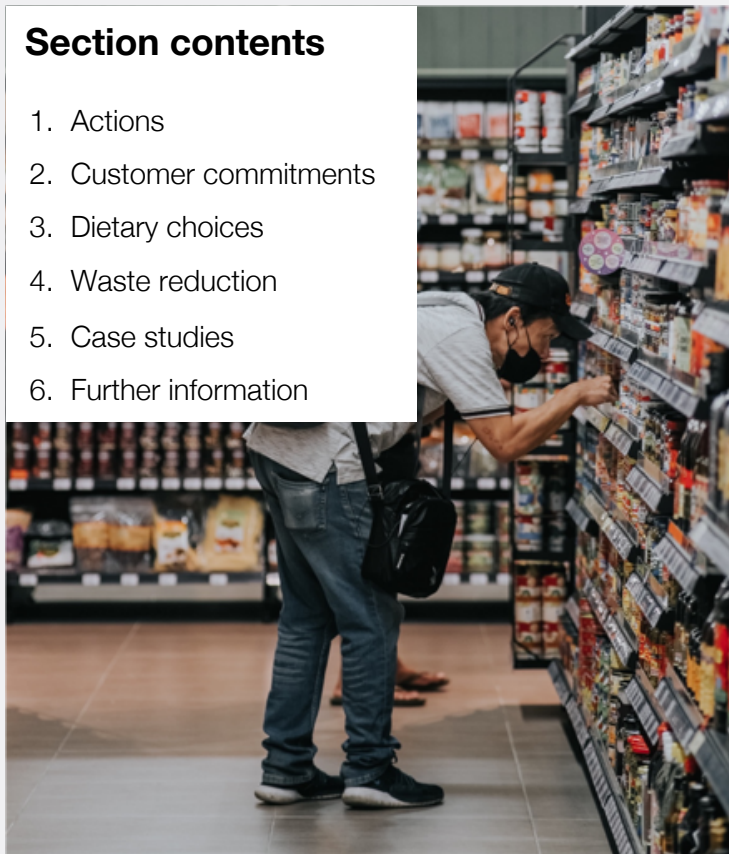 Section contents
1. Actions
2. Customer commitments
3. Dietary choices
4. Waste reduction
5. Case studies
6. Further information